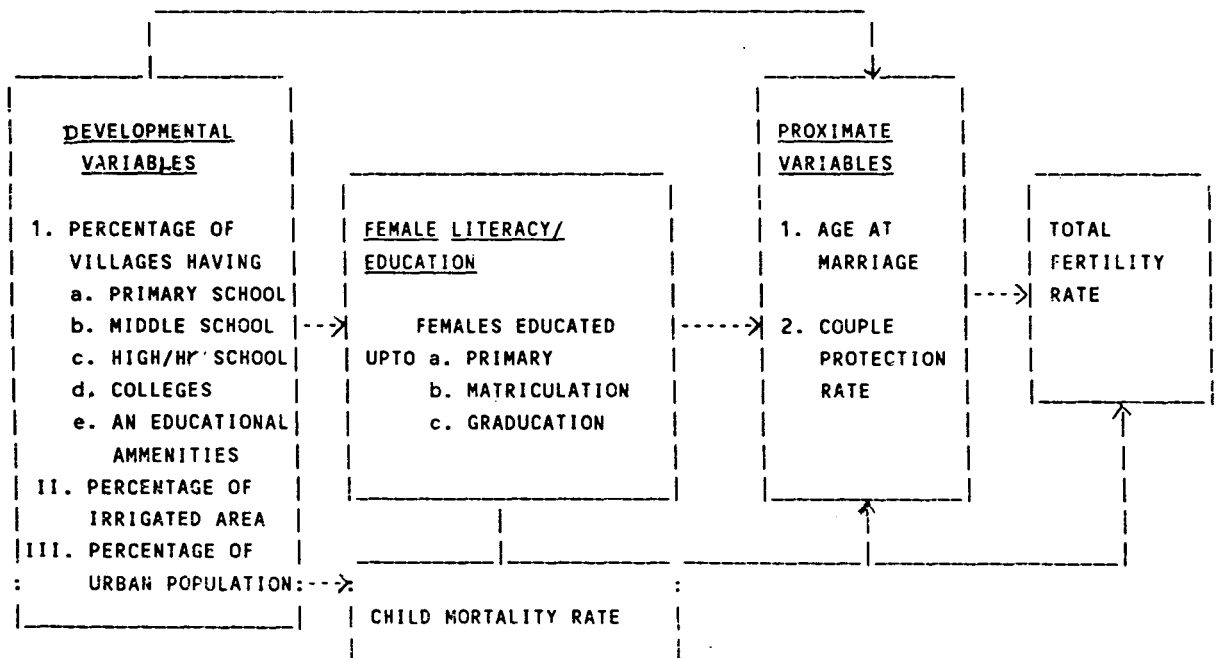 DEVELOPMENTAL
VARIABLES
1. PERCENTAGE OF
VILLAGES HAVING
a. PRIMARY SCHOOL
b. MIDDLE SCHOOL
c. HIGH/Hr SCHOOL
d. COLLEGES
e. AN EDUCATIONAL
AMMENITIES
II. PERCENTAGE OF
IRRIGATED AREA
III. PERCENTAGE OF
URBAN POPULATION
FEMALE LITERACY/
EDUCATION
FEMALES EDUCATED
UPTO a. PRIMARY
b. MATRICULATION
c. GRADUCATION
CHILD MORTALITY RATE
PROXIMATE
VARIABLES
1. AGE AT
MARRIAGE
2. COUPLE
PROTECTION
RATE
TOTAL
FERTILITY
RATE